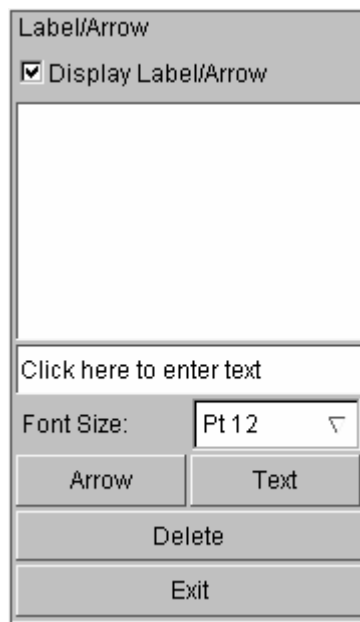 Label/Arrow
Display Label/Arrow
Click here to enter text
Font Size: Pt 12
Arrow Text
Delete
Exit